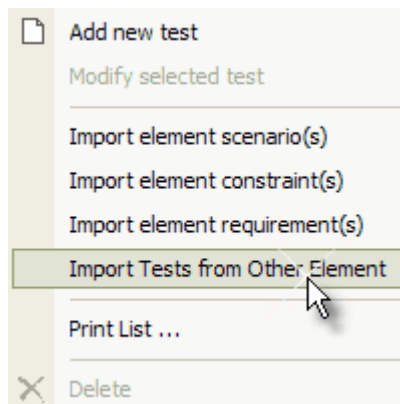 Add new test
Modify selected test
Import element scenario(s)
Import element constraint(s)
Import element requirement(s)
Import Tests from Other Element
Print List ...
Delete